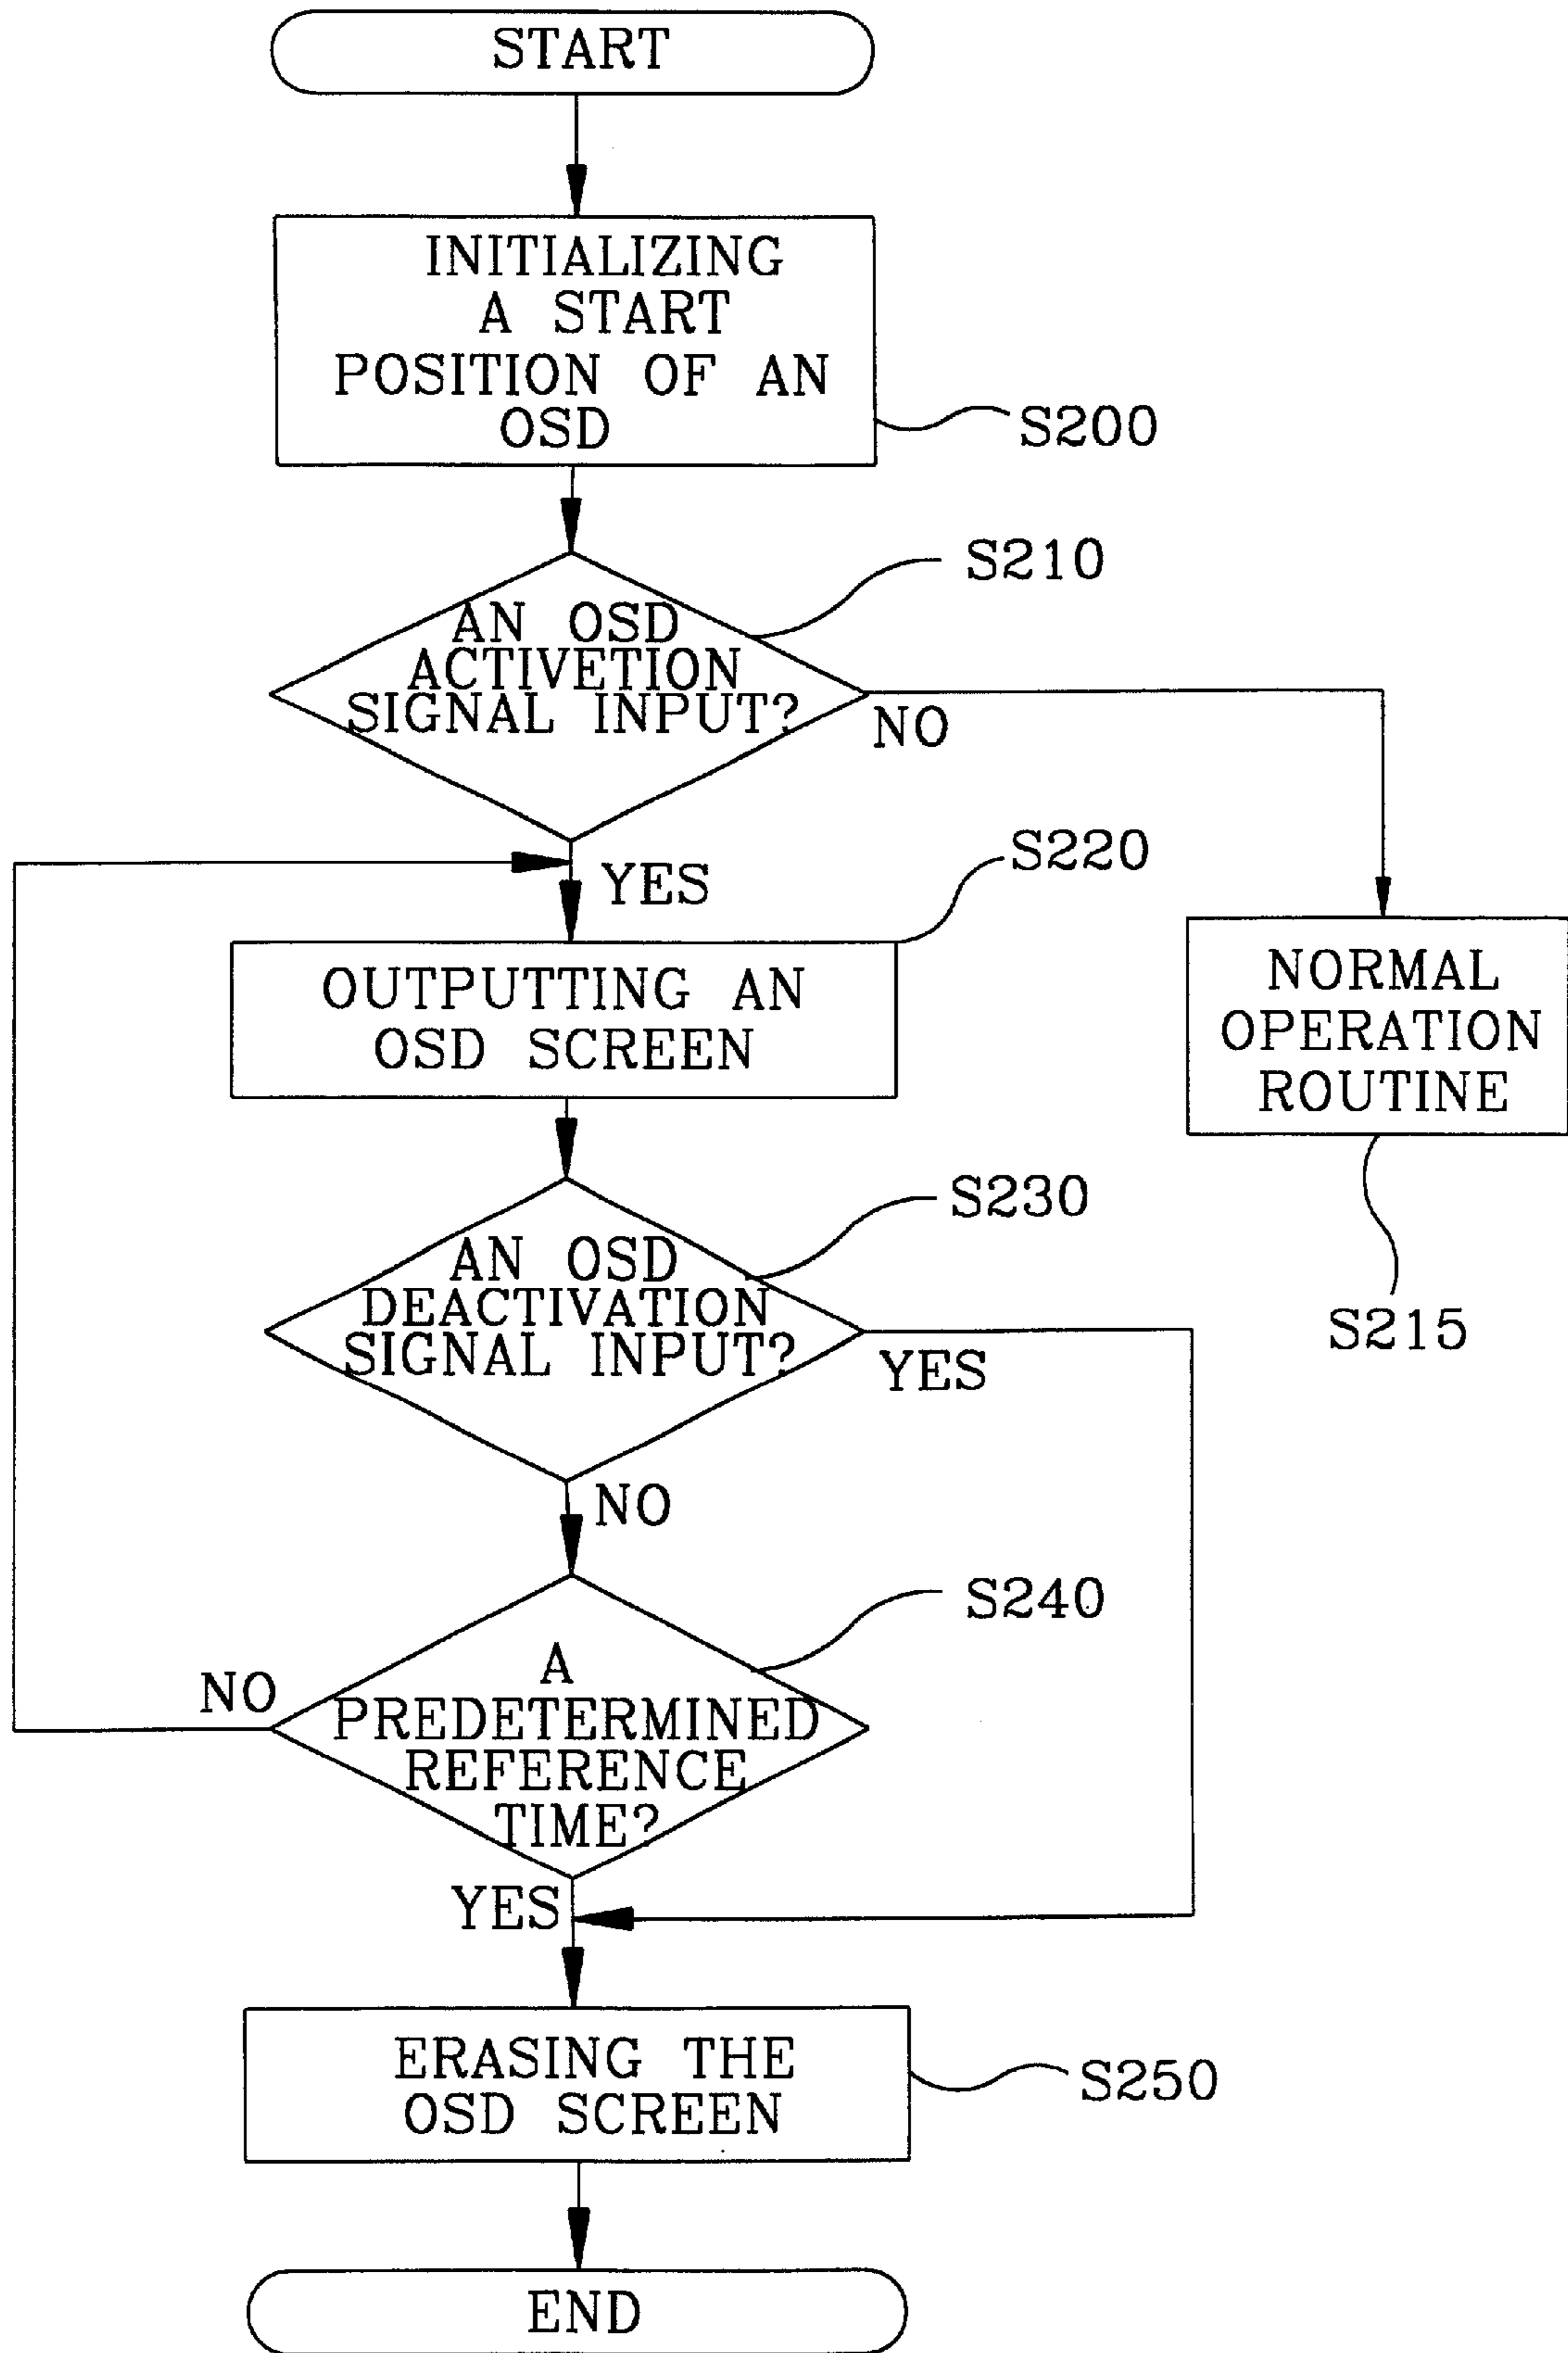 START
INITIALIZING
A START
POSITION OF AN
OSD
S200
S210
AN OSD
ACTIVETION
SIGNAL INPUT?
NO
YES
S220
OUTPUTTING AN
OSD SCREEN
NORMAL
OPERATION
ROUTINE
S215
S230
AN OSD
DEACTIVATION
SIGNAL INPUT?
YES
NO
S240
A
PREDETERMINED
REFERENCE
TIME?
NO
YES
ERASING THE
OSD SCREEN
S250
END